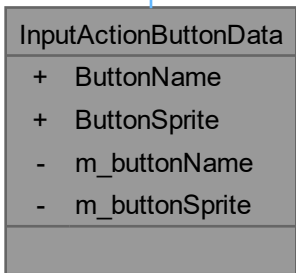 InputActionButtonData
+ ButtonName
+ ButtonSprite
- m_buttonName
- m_buttonSprite